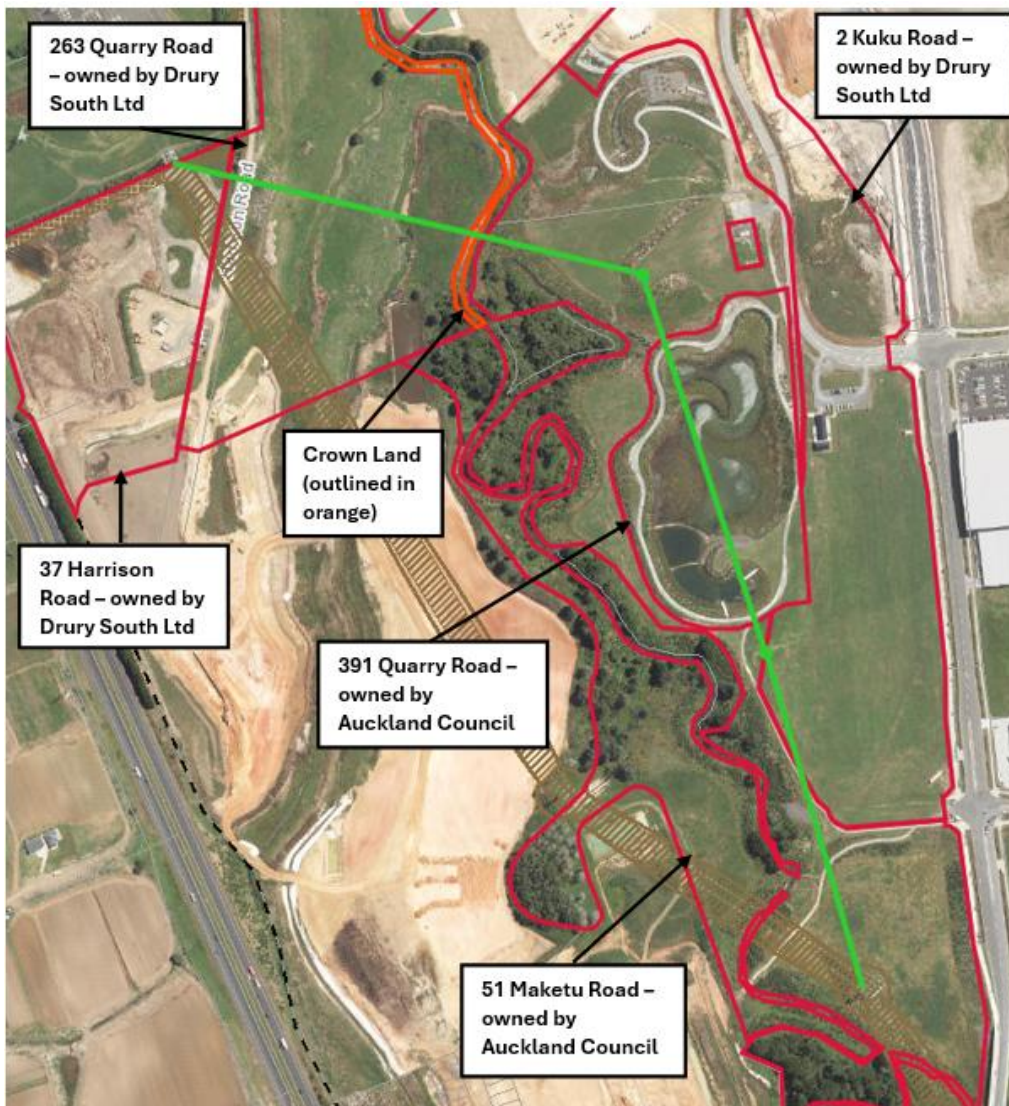 263 Quarry Road
– owned by Drury
South Ltd
2 Kuku Road –
owned by Drury
South Ltd
on Road
Crown Land
(outlined in
orange)
37 Harrison
Road – owned by
Drury South Ltd
391 Quarry Road –
owned by
Auckland Council
51 Maketu Road –
owned by
Auckland Council